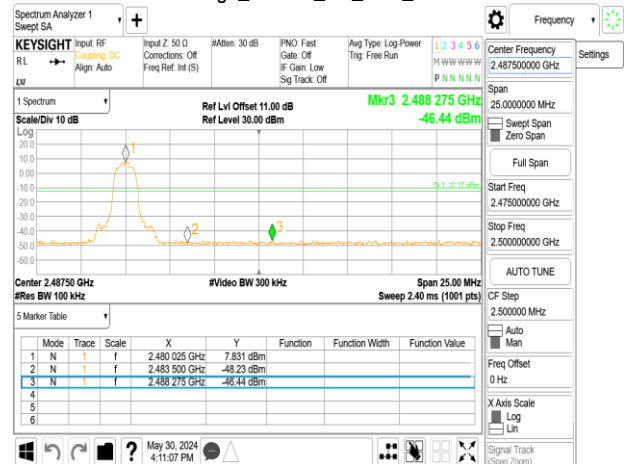 Spectrum Analyzer 1
Swept SA
Frequency
Settings
KEYSIGHT
RL
Input: RF
Coupling: DC
Align: Auto
Input Z: 50 Ω
Corrections: Off
Freq Ref: Int (S)
#Atten: 30 dB
PNO: Fast
Gate: Off
IF Gain: Low
Sig Track: Off
Avg Type: Log-Power
Trig: Free Run
1 2 3 4 5 6
M W W W W W
P N N N N N
1 Spectrum
Scale/Div 10 dB
Ref Lvl Offset 11.00 dB
Ref Level 30.00 dBm
Mkr3 2.488 275 GHz
-46.44 dBm
Log
20.0
10.0
0.00
-10.0
-20.0
-30.0
-40.0
-50.0
-60.0
1
2
3
DL1 -12.17 dBm
Center 2.48750 GHz
#Video BW 300 kHz
Span 25.00 MHz
#Res BW 100 kHz
Sweep 2.40 ms (1001 pts)
5 Marker Table
Mode Trace Scale X Y Function Function Width Function Value
1 N 1 f 2.480 025 GHz 7.831 dBm
2 N 1 f 2.483 500 GHz -48.23 dBm
3 N 1 f 2.488 275 GHz -46.44 dBm
4
5
6
May 30, 2024
4:11:07 PM
Center Frequency
2.487500000 GHz
Span
25.0000000 MHz
Swept Span
Zero Span
Full Span
Start Freq
2.475000000 GHz
Stop Freq
2.500000000 GHz
AUTO TUNE
CF Step
2.500000 MHz
Auto
Man
Freq Offset
0 Hz
X Axis Scale
Log
Lin
Signal Track
(Span Zoom)